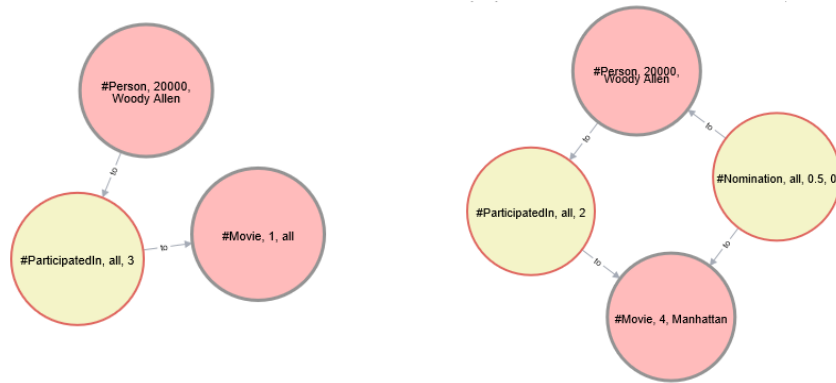 #Person, 20000,
Woody Allen
to
#ParticipatedIn, all, 3
to
#Movie, 1, all
#Person, 20000,
Woody Allen
to
to
#Nomination, all, 0.5, 0
#ParticipatedIn, all, 2
to
to
#Movie, 4, Manhattan